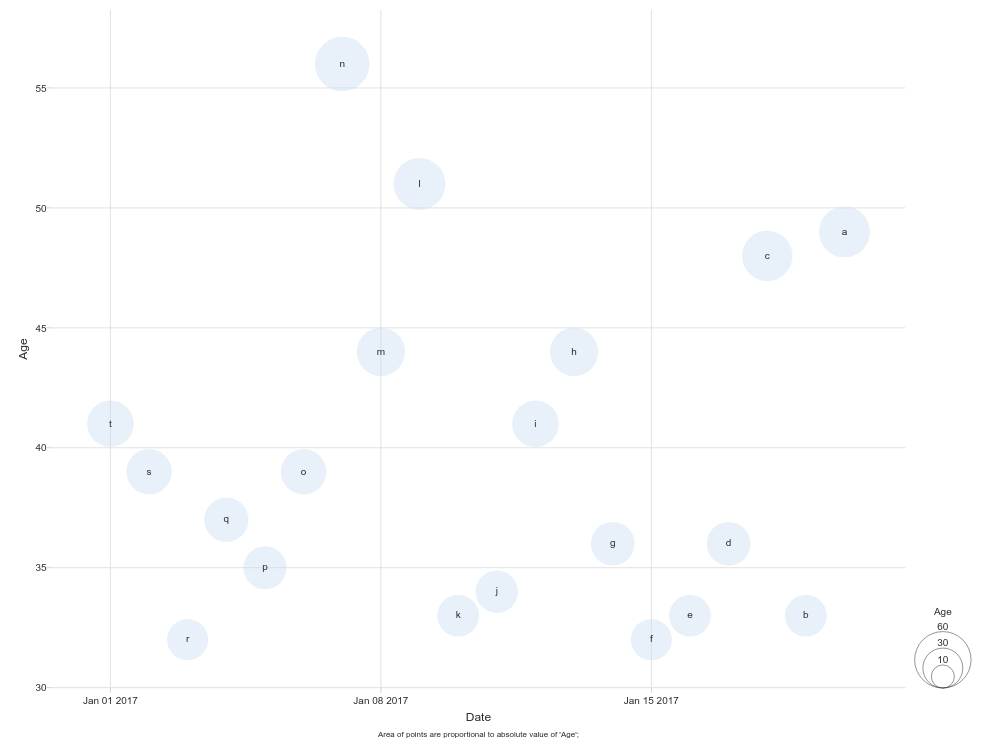 n
55
l
50
a
c
45
m
h
t
i
40
s
o
q
g
d
35
p
j
k
e
b
r
f
30
Age
Jan 01 2017
Jan 08 2017
Jan 15 2017
Date
Area of points are proportional to absolute value of 'Age';
Age
60
30
10